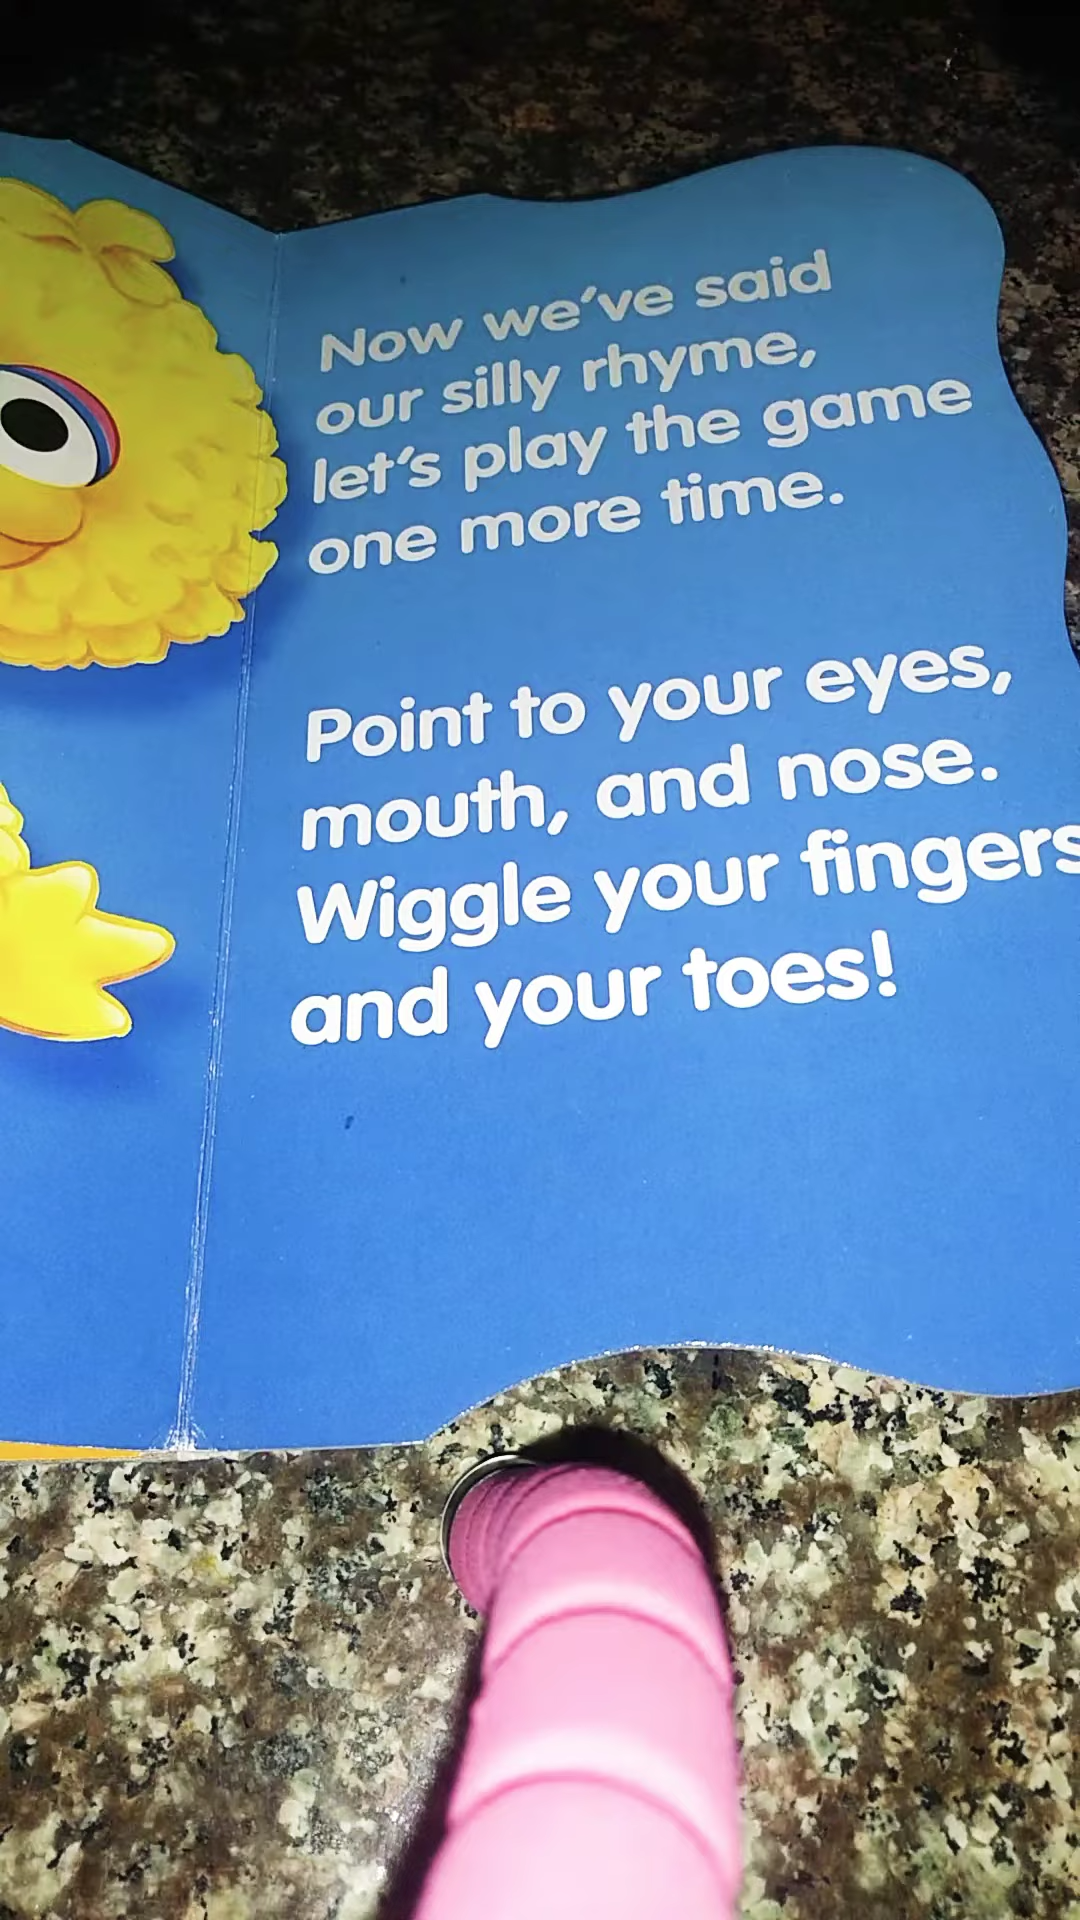 Now we've said
our silly rhyme,
let's play the game
one more time.
Point to your eyes,
mouth, and nose.
Wiggle your fingers
and your toes!